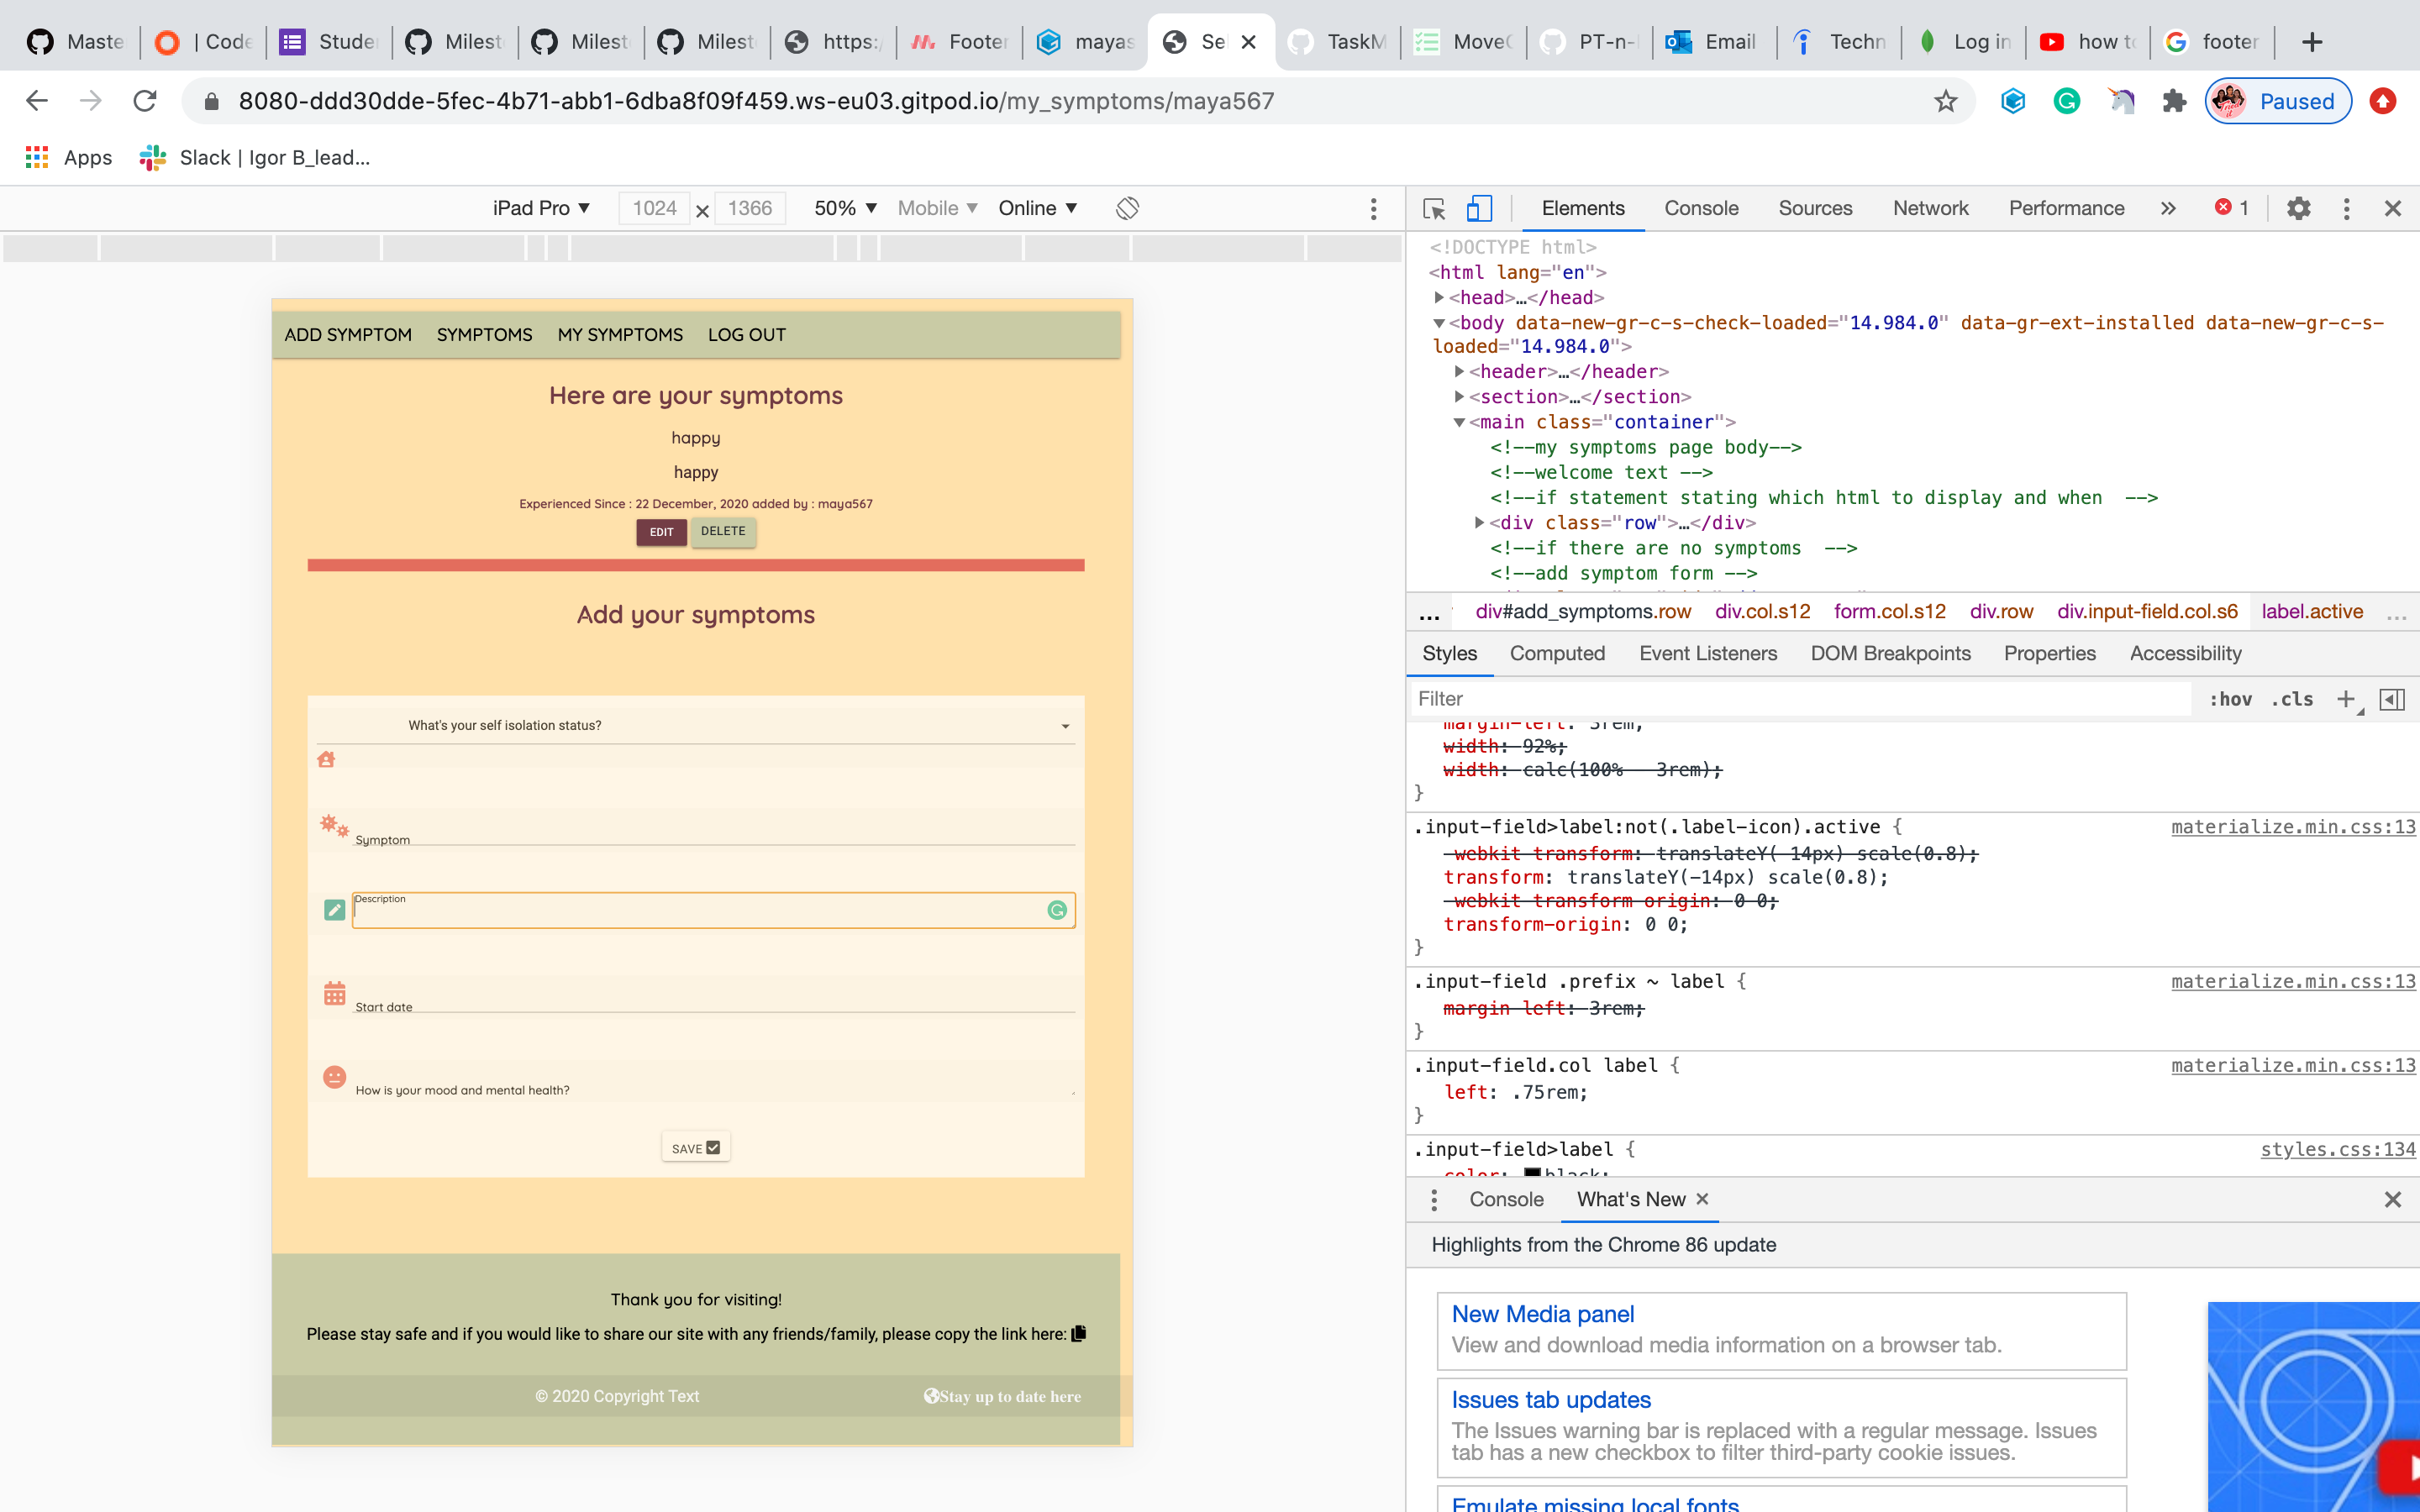 Maste
| Code
Studen
Milest
Milest
Milest
https:/
Footer
mayas
Se
TaskM
MoveO
PT-n-
Email
Techn
Log in
how to
footer
8080-ddd30dde-5fec-4b71-abb1-6dba8f09f459.ws-eu03.gitpod.io/my_symptoms/maya567
Paused
Apps
Slack | Igor B_lead...
iPad Pro ▼ 1024 x 1366 50% ▼ Mobile ▼ Online ▼
ADD SYMPTOM SYMPTOMS MY SYMPTOMS LOG OUT
Here are your symptoms
happy
happy
Experienced Since : 22 December, 2020 added by : maya567
EDIT DELETE
Add your symptoms
What's your self isolation status?
Symptom
Description
Start date
How is your mood and mental health?
SAVE
Thank you for visiting!
Please stay safe and if you would like to share our site with any friends/family, please copy the link here:
© 2020 Copyright Text
Stay up to date here
Elements Console Sources Network Performance » 1
<!DOCTYPE html>
<html lang="en">
<head>…</head>
<body data-new-gr-c-s-check-loaded="14.984.0" data-gr-ext-installed data-new-gr-c-s-
loaded="14.984.0">
<header>…</header>
<section>…</section>
<main class="container">
<!--my symptoms page body-->
<!--welcome text -->
<!--if statement stating which html to display and when  -->
<div class="row">…</div>
<!--if there are no symptoms  -->
<!--add symptom form -->
… div#add_symptoms.row div.col.s12 form.col.s12 div.row div.input-field.col.s6 label.active …
Styles Computed Event Listeners DOM Breakpoints Properties Accessibility
Filter :hov .cls +
margin-left: 3rem;
width: 92%;
width: calc(100% - 3rem);
}
.input-field>label:not(.label-icon).active { materialize.min.css:13
-webkit-transform: translateY(-14px) scale(0.8);
transform: translateY(-14px) scale(0.8);
-webkit-transform-origin: 0 0;
transform-origin: 0 0;
}
.input-field .prefix ~ label { materialize.min.css:13
margin-left: 3rem;
}
.input-field.col label { materialize.min.css:13
left: .75rem;
}
.input-field>label { styles.css:134
color: black;
Console What's New ×
Highlights from the Chrome 86 update
New Media panel
View and download media information on a browser tab.
Issues tab updates
The Issues warning bar is replaced with a regular message. Issues
tab has a new checkbox to filter third-party cookie issues.
Emulate missing local fonts